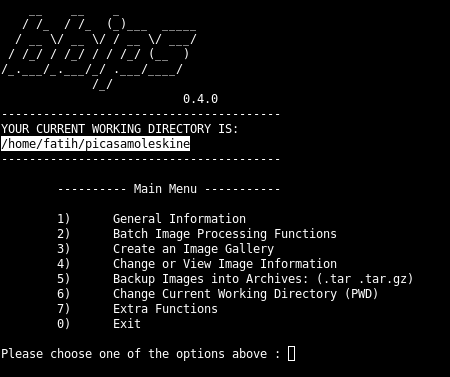 bbips
0.4.0
----------------------------------------
YOUR CURRENT WORKING DIRECTORY IS:
/home/fatih/picasamoleskine
----------------------------------------
---------- Main Menu -----------
1) General Information
2) Batch Image Processing Functions
3) Create an Image Gallery
4) Change or View Image Information
5) Backup Images into Archives: (.tar .tar.gz)
6) Change Current Working Directory (PWD)
7) Extra Functions
0) Exit
Please choose one of the options above :